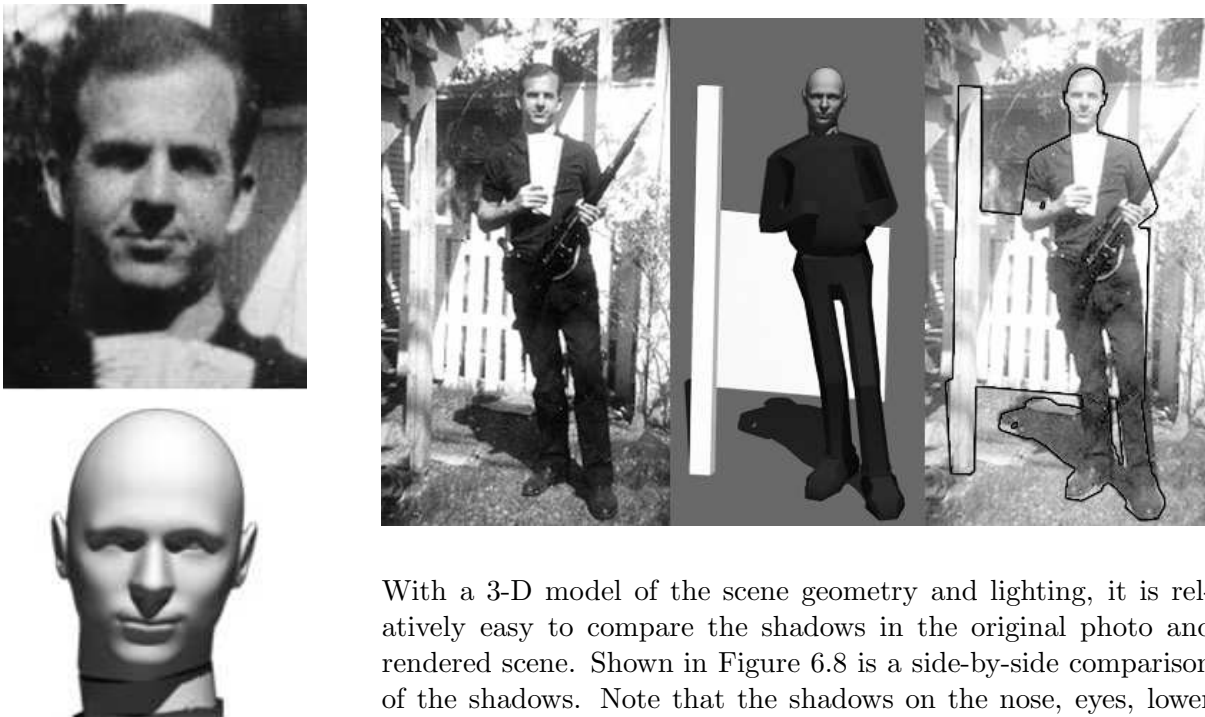 With a 3-D model of the scene geometry and lighting, it is rel-
atively easy to compare the shadows in the original photo and
rendered scene. Shown in Figure 6.8 is a side-by-side comparison
of the shadows. Note that the shadows on the nose, eyes, lower